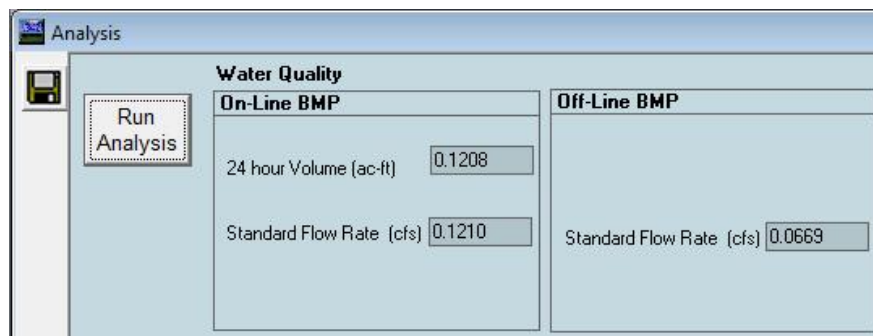 Analysis
Run
Analysis
Water Quality
On-Line BMP
24 hour Volume (ac-ft) 0.1208
Standard Flow Rate (cfs) 0.1210
Off-Line BMP
Standard Flow Rate (cfs) 0.0669